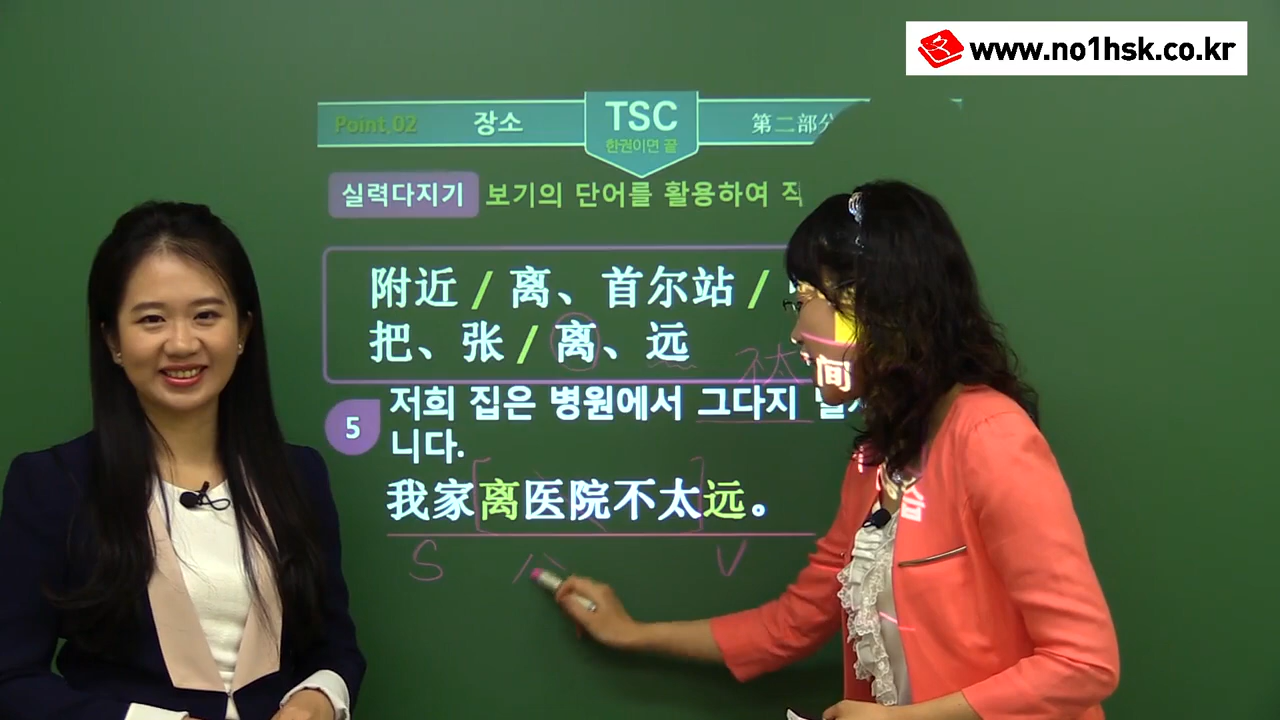 www.no1hsk.co.kr
Point.02 장소 TSC 第二部分
한권이면 끝
실력다지기 보기의 단어를 활용하여
附近 / 离、首尔站 /
把、张 / 离、远
不太
间
5 저희 집은 병원에서 그다지
니다.
我家离医院不太远。
S V